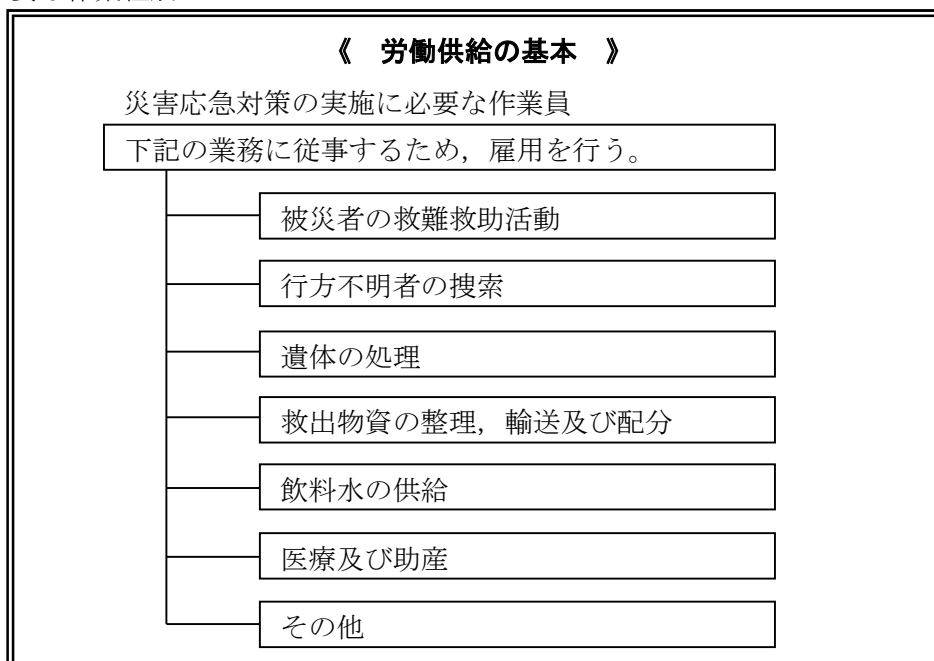 《 労働供給の基本 》
災害応急対策の実施に必要な作業員
下記の業務に従事するため，雇用を行う。
被災者の救難救助活動
行方不明者の捜索
遺体の処理
救出物資の整理，輸送及び配分
飲料水の供給
医療及び助産
その他